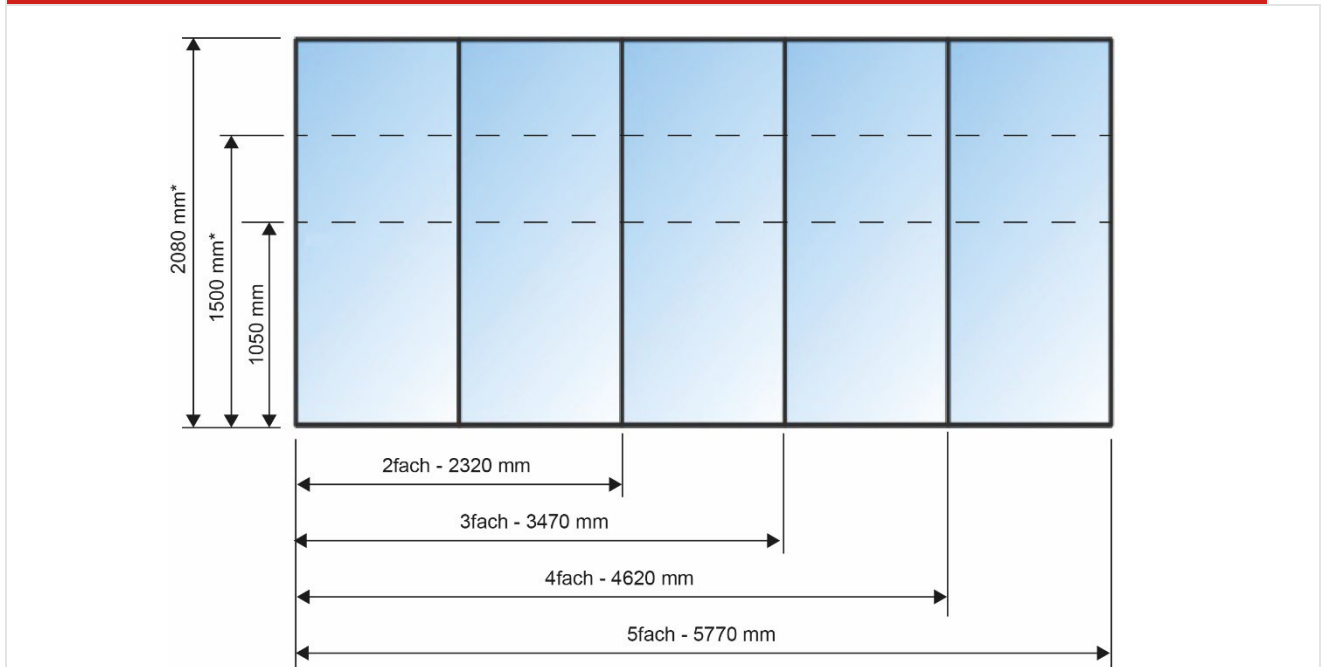 2080 mm*
1500 mm*
1050 mm
2fach - 2320 mm
3fach - 3470 mm
4fach - 4620 mm
5fach - 5770 mm